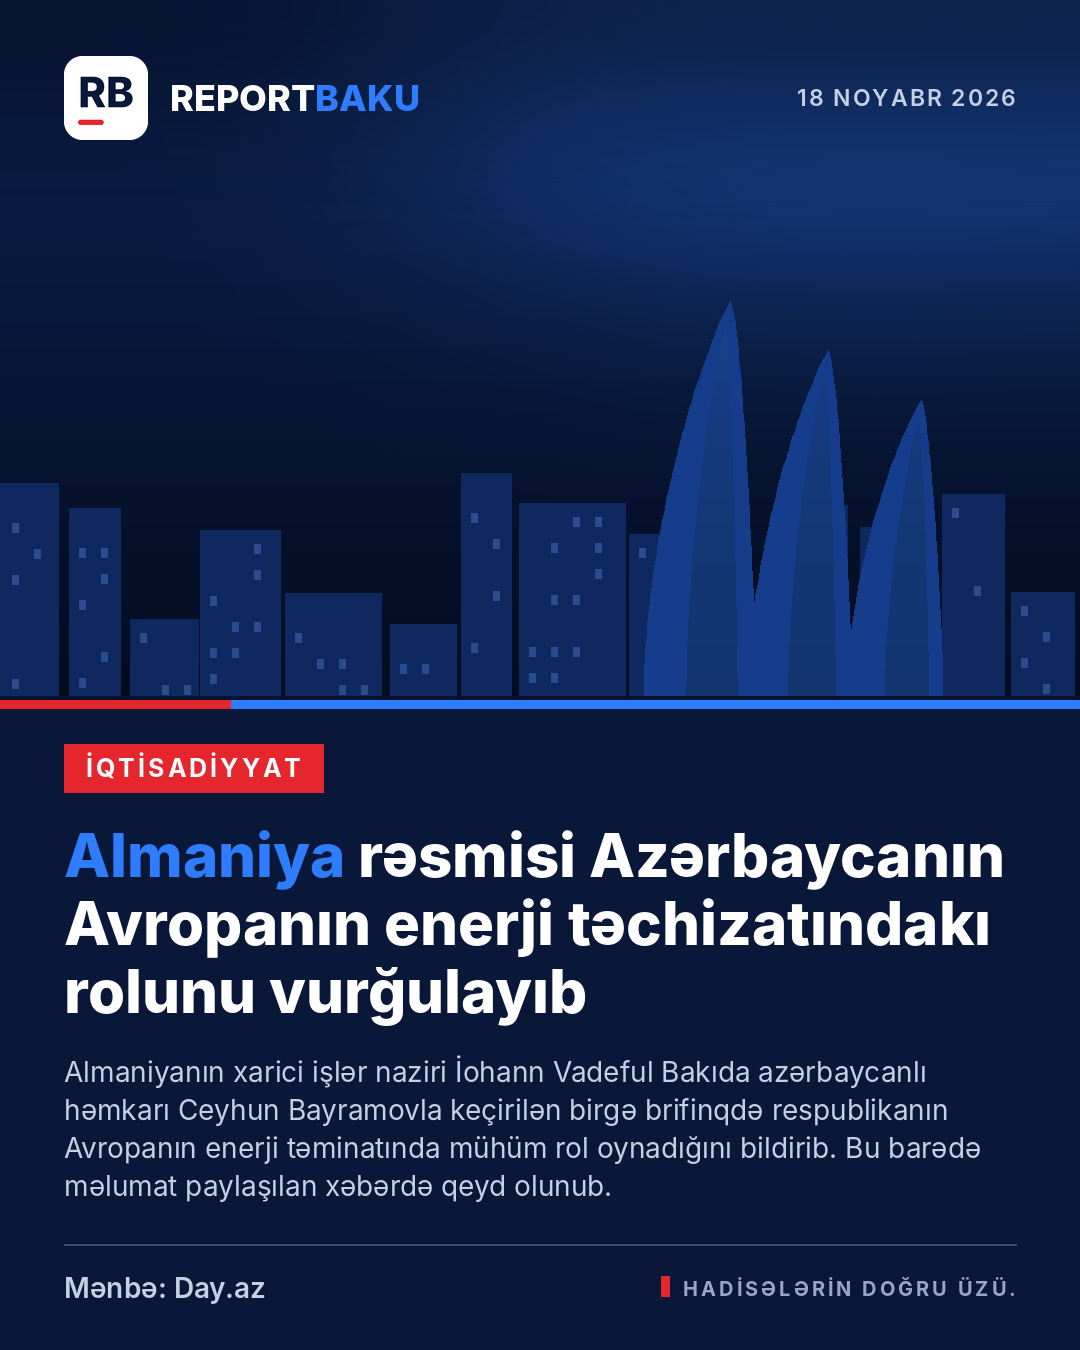 RB
REPORTBAKU
18 NOYABR 2026
İQTİSADİYYAT
Almaniya rəsmisi Azərbaycanın
Avropanın enerji təchizatındakı
rolunu vurğulayıb
Almaniyanın xarici işlər naziri İohann Vadeful Bakıda azərbaycanlı
həmkarı Ceyhun Bayramovla keçirilən birgə brifinqdə respublikanın
Avropanın enerji təminatında mühüm rol oynadığını bildirib. Bu barədə
məlumat paylaşılan xəbərdə qeyd olunub.
Mənbə: Day.az
HADİSƏLƏRİN DOĞRU ÜZÜ.